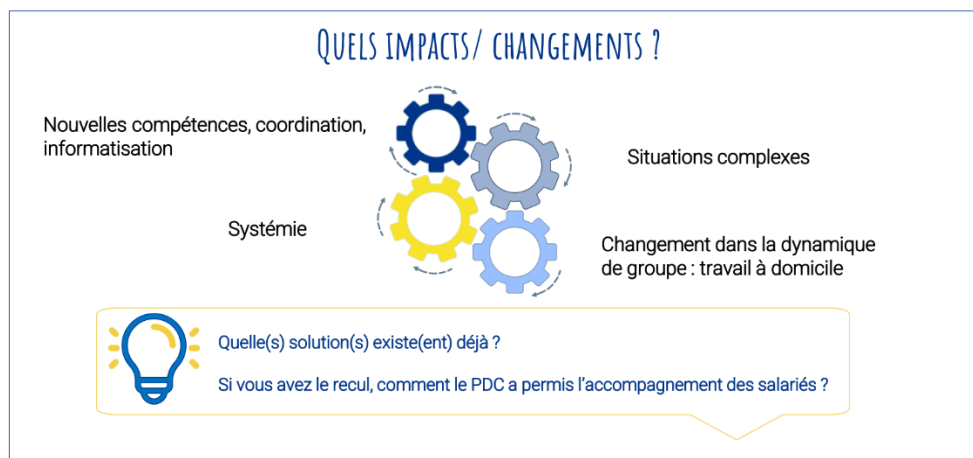 QUELS IMPACTS/ CHANGEMENTS ?
Nouvelles compétences, coordination,
informatisation
Situations complexes
Systémie
Changement dans la dynamique
de groupe : travail à domicile
Quelle(s) solution(s) existe(ent) déjà ?
Si vous avez le recul, comment le PDC a permis l’accompagnement des salariés ?